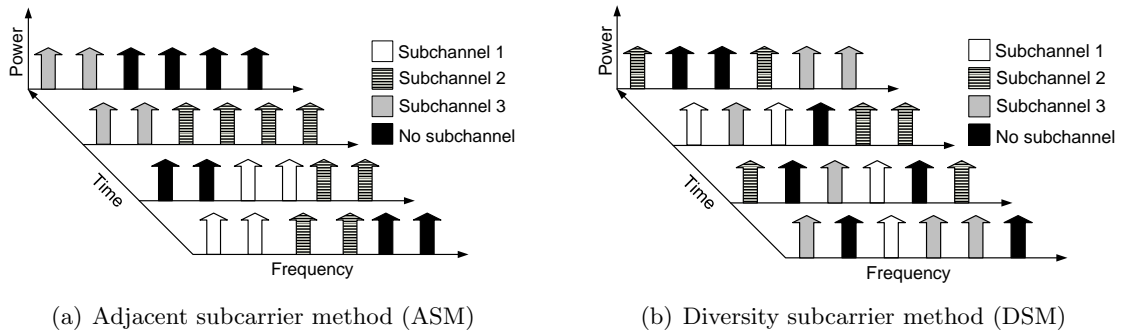 Power
Time
Frequency
Subchannel 1
Subchannel 2
Subchannel 3
No subchannel
(a) Adjacent subcarrier method (ASM)
Power
Time
Frequency
Subchannel 1
Subchannel 2
Subchannel 3
No subchannel
(b) Diversity subcarrier method (DSM)